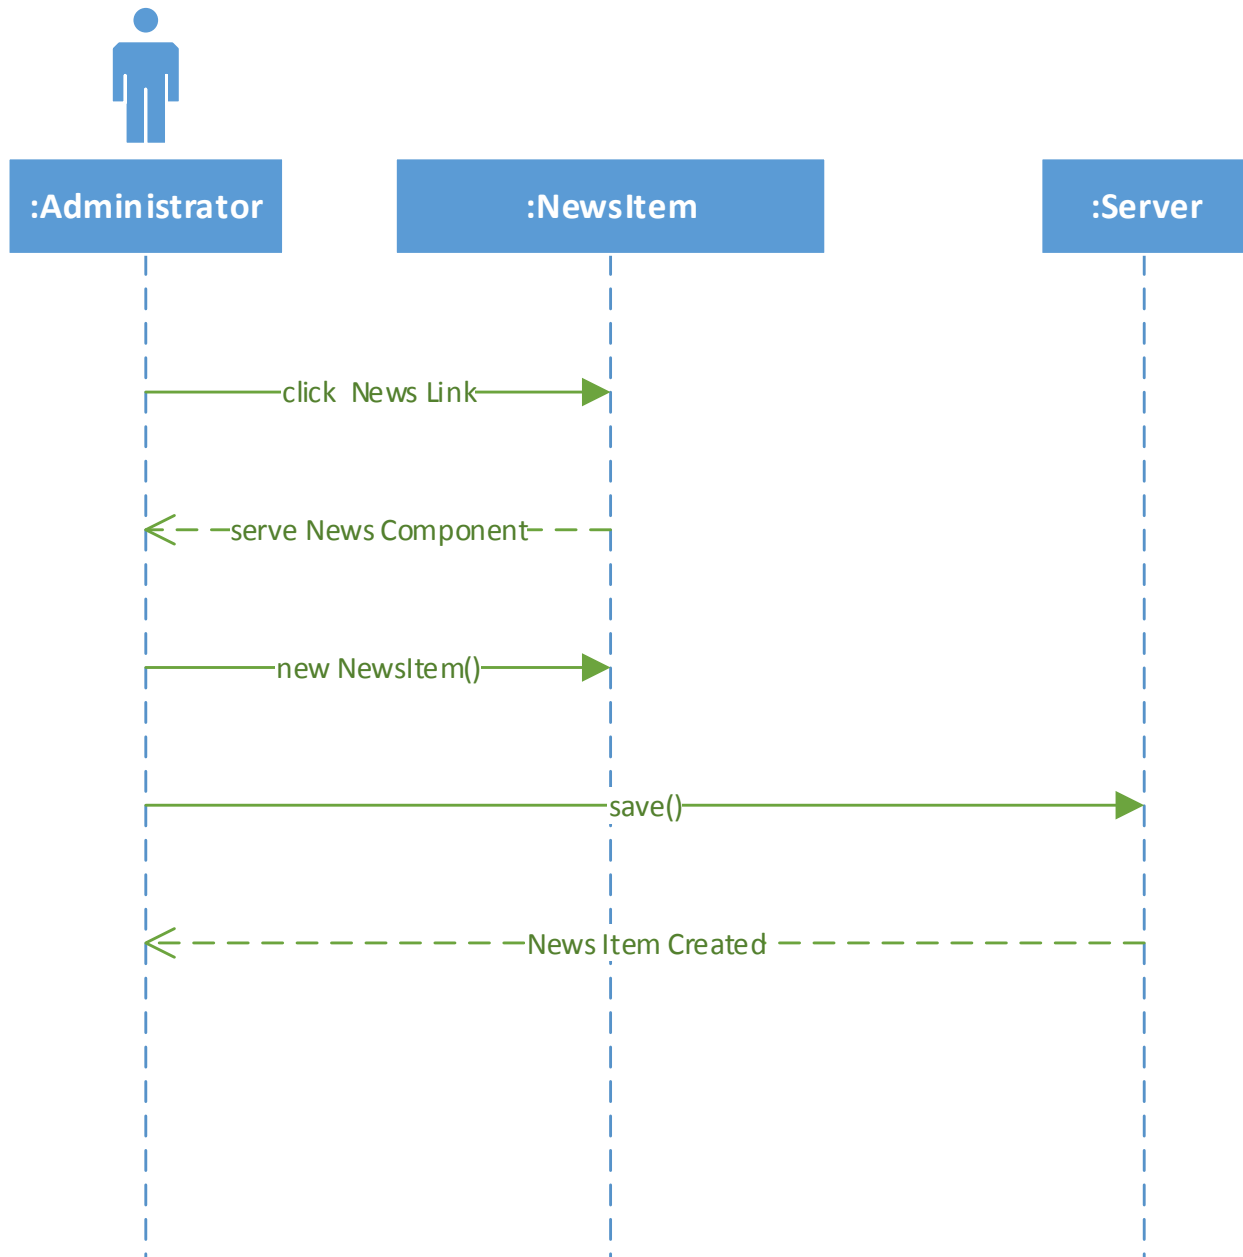 :Administrator
:NewsItem
:Server
click  News Link
serve News Component
new NewsItem()
save()
News Item Created